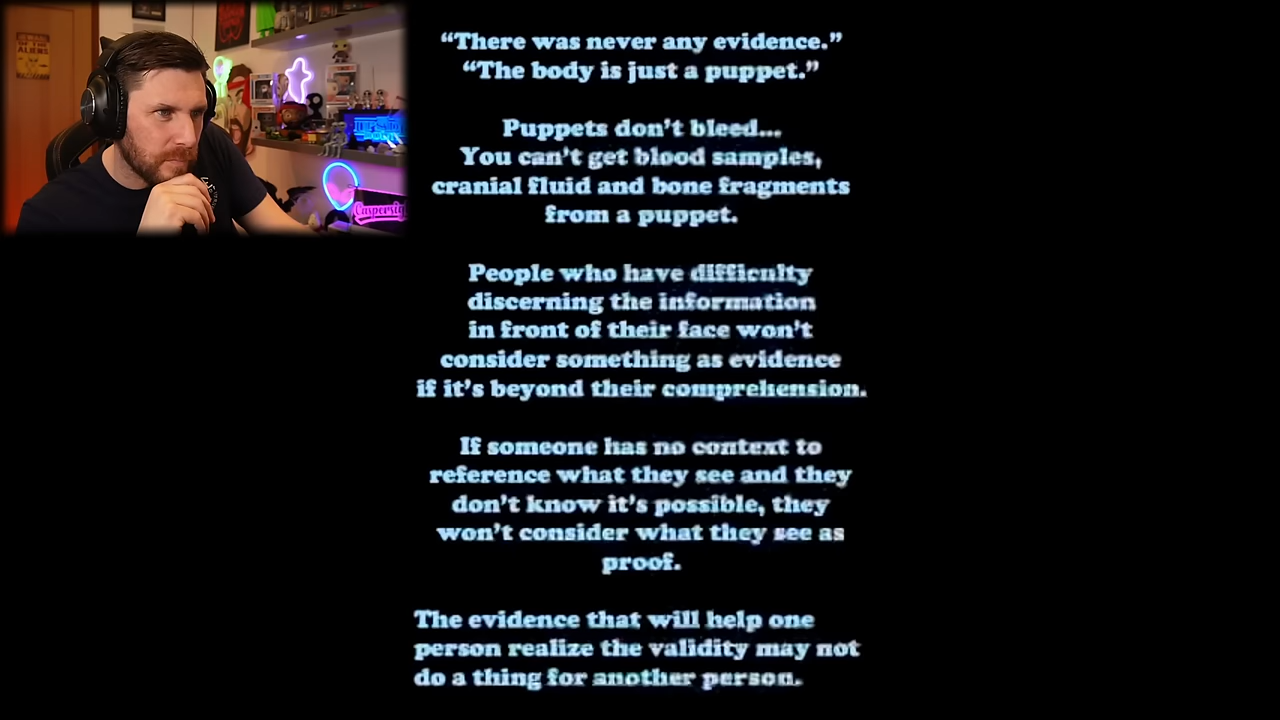 “There was never any evidence.”
“The body is just a puppet.”
Puppets don’t bleed...
You can’t get blood samples,
cranial fluid and bone fragments
from a puppet.
People who have difficulty
discerning the information
in front of their face won’t
consider something as evidence
if it’s beyond their comprehension.
If someone has no context to
reference what they see and they
don’t know it’s possible, they
won’t consider what they see as
proof.
The evidence that will help one
person realize the validity may not
do a thing for another person.